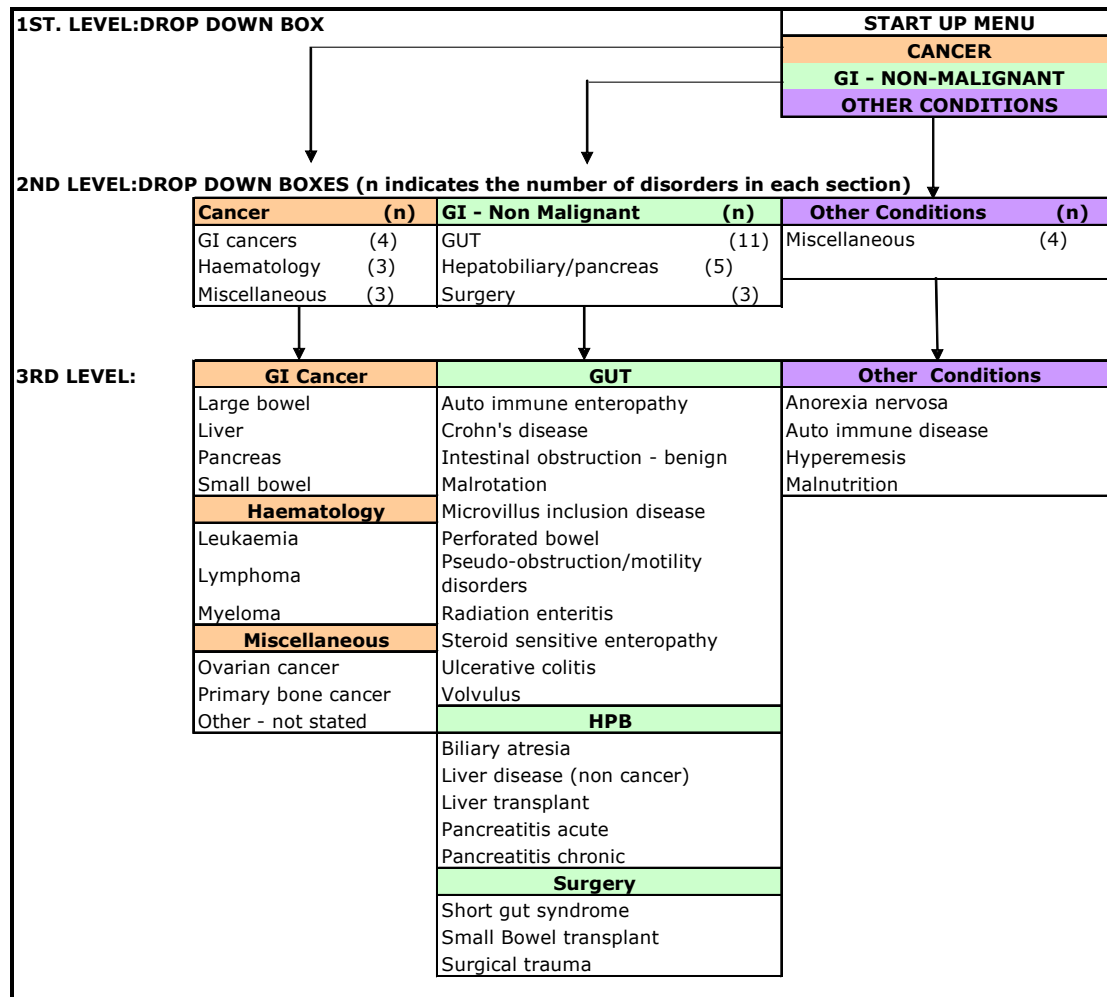 1ST. LEVEL:DROP DOWN BOX
START UP MENU
CANCER
GI - NON-MALIGNANT
OTHER CONDITIONS
2ND LEVEL:DROP DOWN BOXES (n indicates the number of disorders in each section)
Cancer (n)
GI cancers (4)
Haematology (3)
Miscellaneous (3)
GI - Non Malignant (n)
GUT (11)
Hepatobiliary/pancreas (5)
Surgery (3)
Other Conditions (n)
Miscellaneous (4)
3RD LEVEL:
GI Cancer
Large bowel
Liver
Pancreas
Small bowel
Haematology
Leukaemia
Lymphoma
Myeloma
Miscellaneous
Ovarian cancer
Primary bone cancer
Other - not stated
GUT
Auto immune enteropathy
Crohn's disease
Intestinal obstruction - benign
Malrotation
Microvillus inclusion disease
Perforated bowel
Pseudo-obstruction/motility
disorders
Radiation enteritis
Steroid sensitive enteropathy
Ulcerative colitis
Volvulus
HPB
Biliary atresia
Liver disease (non cancer)
Liver transplant
Pancreatitis acute
Pancreatitis chronic
Surgery
Short gut syndrome
Small Bowel transplant
Surgical trauma
Other Conditions
Anorexia nervosa
Auto immune disease
Hyperemesis
Malnutrition